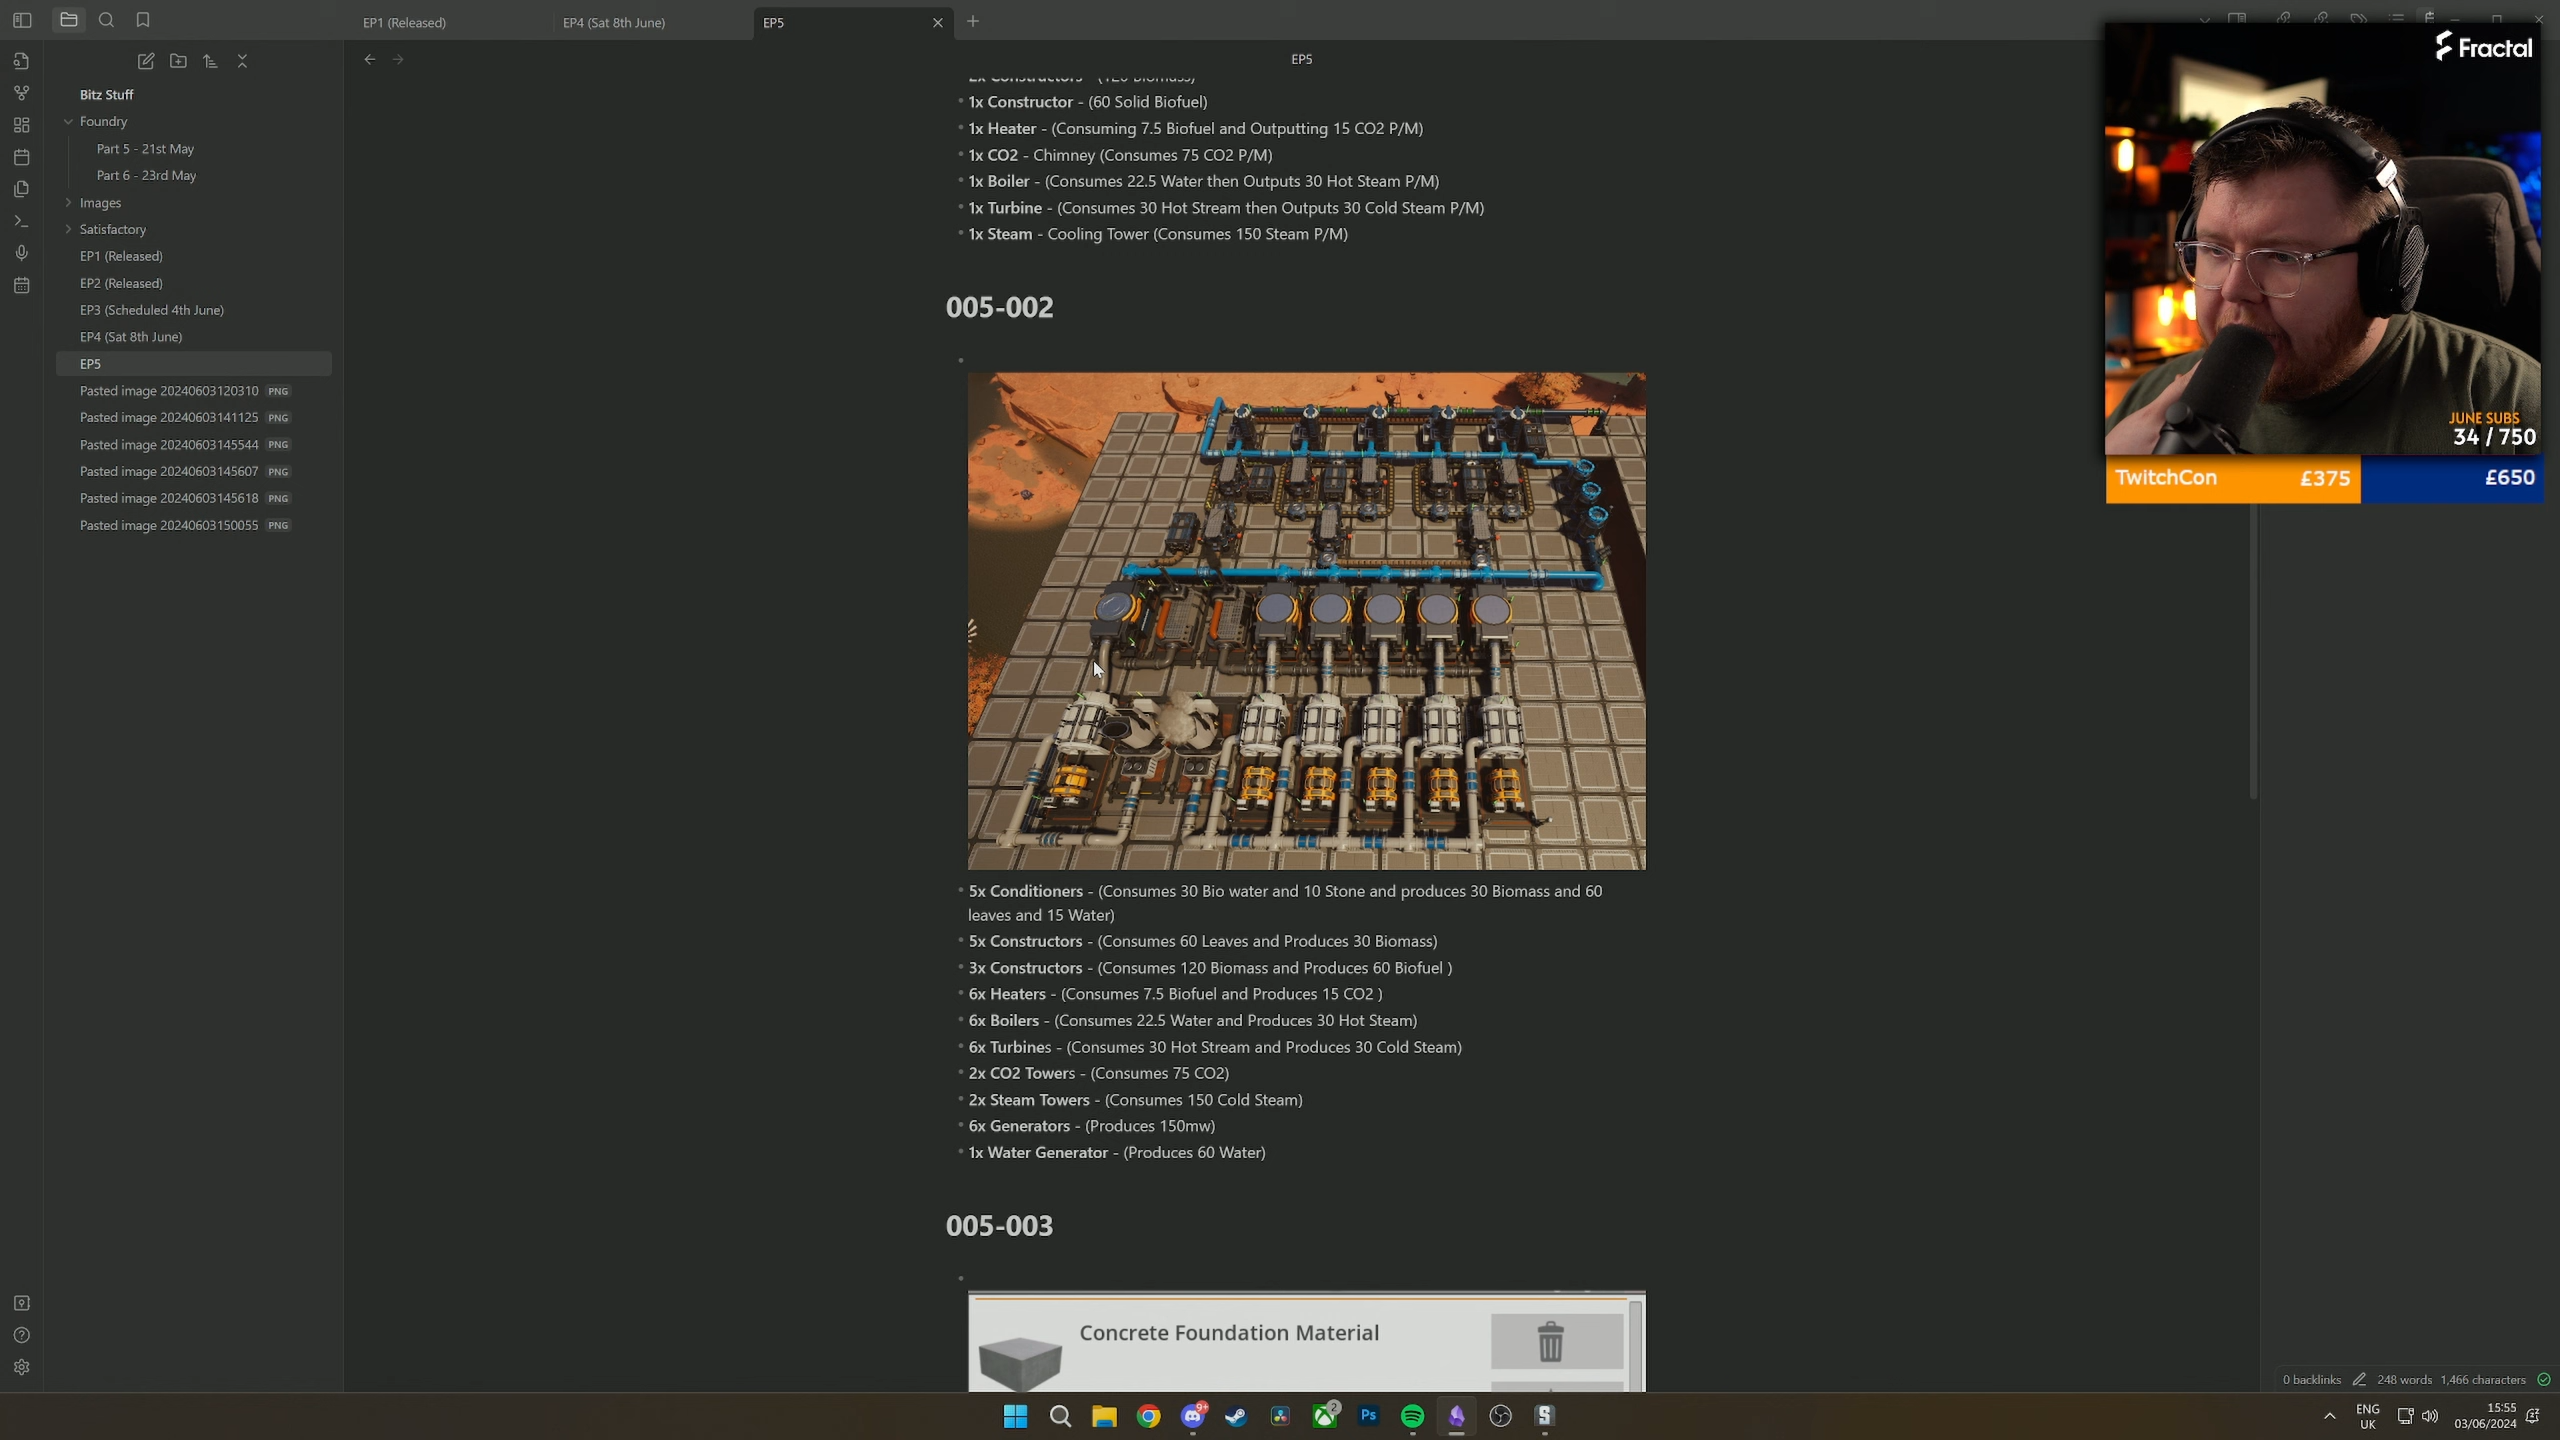 EP1 (Released)
EP4 (Sat 8th June)
EP5
EP5
Bitz Stuff
Foundry
Part 5 - 21st May
Part 6 - 23rd May
Images
Satisfactory
EP1 (Released)
EP2 (Released)
EP3 (Scheduled 4th June)
EP4 (Sat 8th June)
EP5
Pasted image 20240603120310 PNG
Pasted image 20240603141125 PNG
Pasted image 20240603145544 PNG
Pasted image 20240603145607 PNG
Pasted image 20240603145618 PNG
Pasted image 20240603150055 PNG
2x Constructors - (120 Biomass)
1x Constructor - (60 Solid Biofuel)
1x Heater - (Consuming 7.5 Biofuel and Outputting 15 CO2 P/M)
1x CO2 - Chimney (Consumes 75 CO2 P/M)
1x Boiler - (Consumes 22.5 Water then Outputs 30 Hot Steam P/M)
1x Turbine - (Consumes 30 Hot Stream then Outputs 30 Cold Steam P/M)
1x Steam - Cooling Tower (Consumes 150 Steam P/M)
005-002
5x Conditioners - (Consumes 30 Bio water and 10 Stone and produces 30 Biomass and 60
leaves and 15 Water)
5x Constructors - (Consumes 60 Leaves and Produces 30 Biomass)
3x Constructors - (Consumes 120 Biomass and Produces 60 Biofuel )
6x Heaters - (Consumes 7.5 Biofuel and Produces 15 CO2 )
6x Boilers - (Consumes 22.5 Water and Produces 30 Hot Steam)
6x Turbines - (Consumes 30 Hot Stream and Produces 30 Cold Steam)
2x CO2 Towers - (Consumes 75 CO2)
2x Steam Towers - (Consumes 150 Cold Steam)
6x Generators - (Produces 150mw)
1x Water Generator - (Produces 60 Water)
005-003
Concrete Foundation Material
Fractal
JUNE SUBS
34 / 750
TwitchCon £375 £650
0 backlinks 248 words 1,466 characters
9+
2
Ps
ENG
UK
15:55
03/06/2024